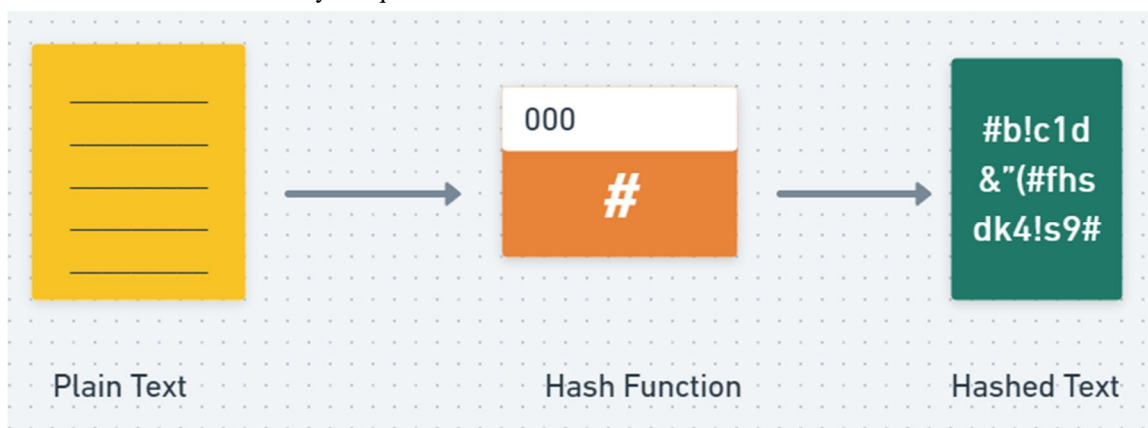 000
#
#b!c1d
&”(#fhs
dk4!s9#
Plain Text
Hash Function
Hashed Text